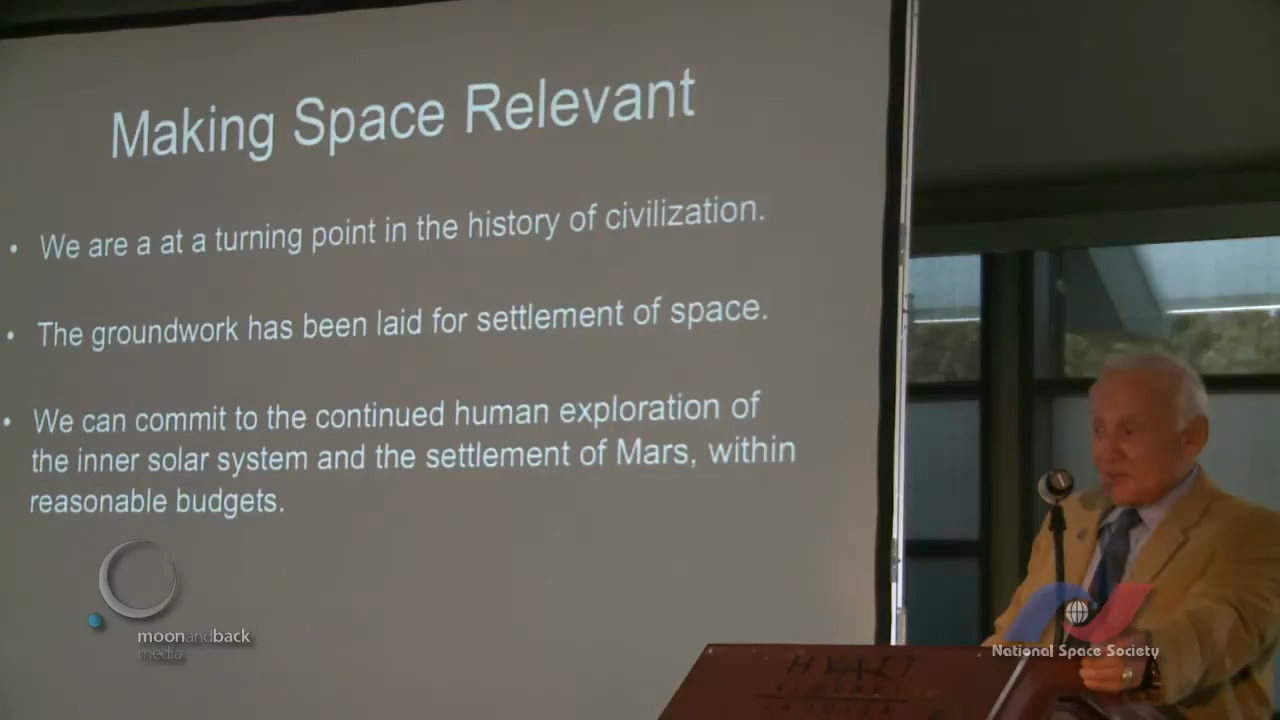 Making Space Relevant
• We are a at a turning point in the history of civilization.
• The groundwork has been laid for settlement of space.
• We can commit to the continued human exploration of
the inner solar system and the settlement of Mars, within
reasonable budgets.
moonandback
media
National Space Society
HYATT